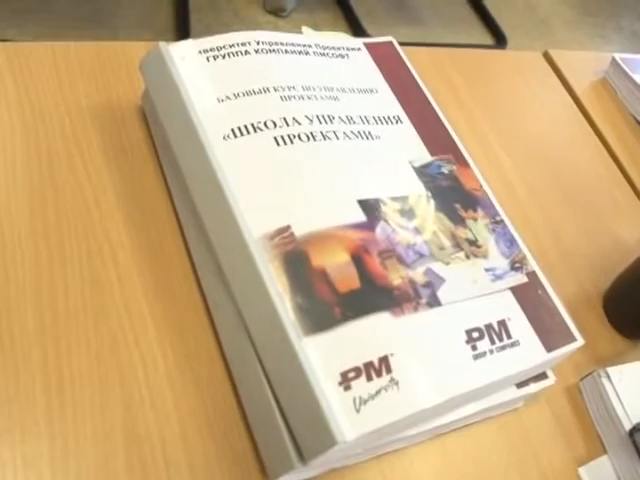 Университет Управления Проектами
ГРУППА КОМПАНИЙ ПМСОФТ
БАЗОВЫЙ КУРС ПО УПРАВЛЕНИЮ
ПРОЕКТАМИ
«ШКОЛА УПРАВЛЕНИЯ
ПРОЕКТАМИ»
PM
GROUP OF COMPANIES
PM
University